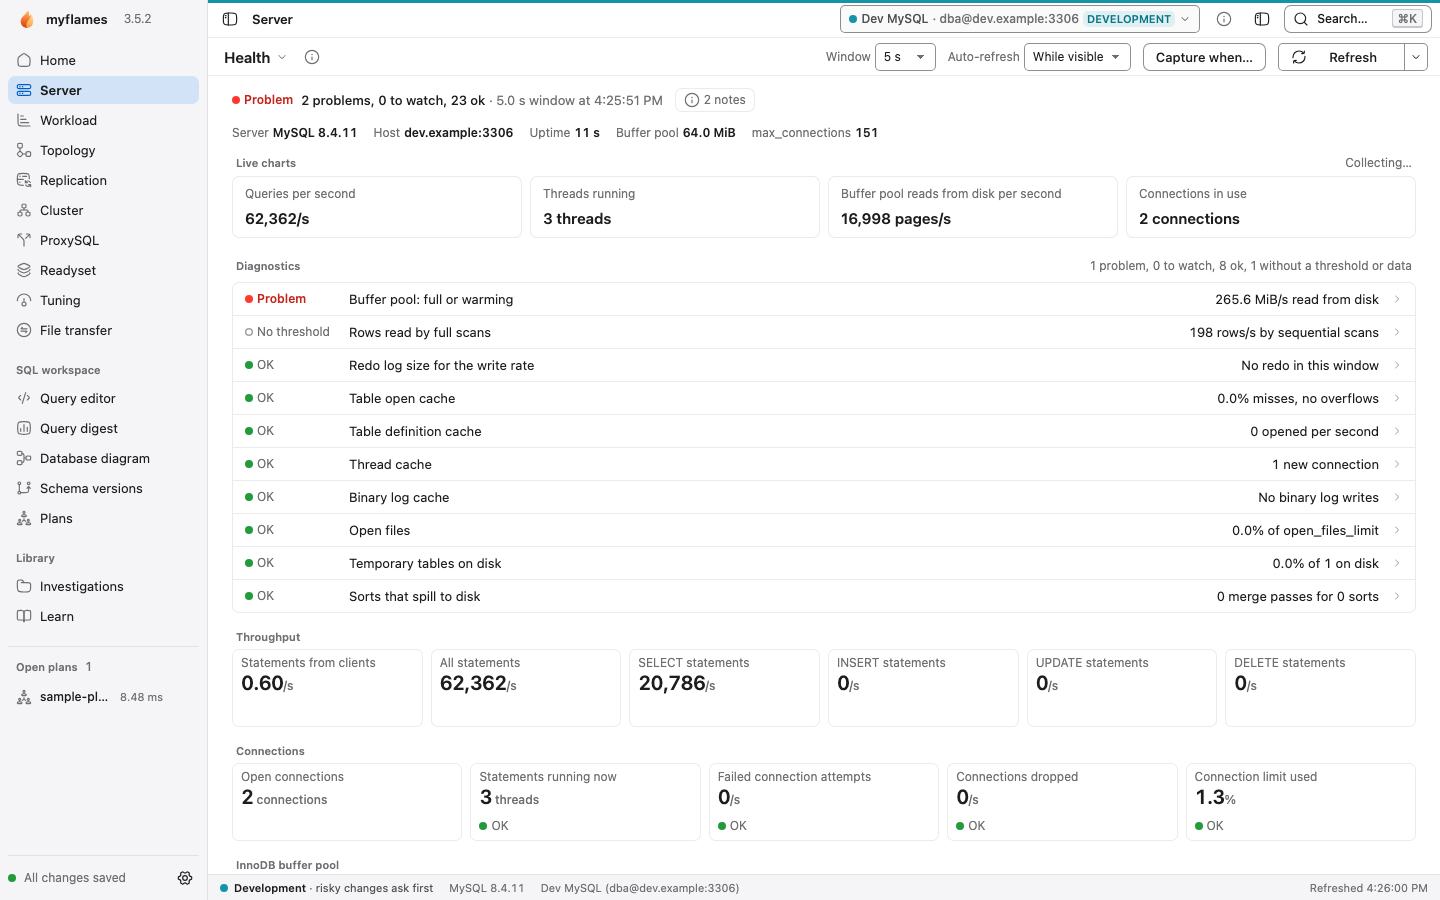 myflames 3.5.2
Home
Server
Workload
Topology
Replication
Cluster
ProxySQL
Readyset
Tuning
File transfer
SQL workspace
Query editor
Query digest
Database diagram
Schema versions
Plans
Library
Investigations
Learn
Open plans 1
sample-pl... 8.48 ms
All changes saved
Server
Dev MySQL · dba@dev.example:3306 DEVELOPMENT
Search... ⌘K
Health
Window 5 s Auto-refresh While visible Capture when... Refresh
Problem 2 problems, 0 to watch, 23 ok · 5.0 s window at 4:25:51 PM 2 notes
Server MySQL 8.4.11 Host dev.example:3306 Uptime 11 s Buffer pool 64.0 MiB max_connections 151
Live charts Collecting...
Queries per second
62,362/s
Threads running
3 threads
Buffer pool reads from disk per second
16,998 pages/s
Connections in use
2 connections
Diagnostics 1 problem, 0 to watch, 8 ok, 1 without a threshold or data
Problem Buffer pool: full or warming 265.6 MiB/s read from disk
No threshold Rows read by full scans 198 rows/s by sequential scans
OK Redo log size for the write rate No redo in this window
OK Table open cache 0.0% misses, no overflows
OK Table definition cache 0 opened per second
OK Thread cache 1 new connection
OK Binary log cache No binary log writes
OK Open files 0.0% of open_files_limit
OK Temporary tables on disk 0.0% of 1 on disk
OK Sorts that spill to disk 0 merge passes for 0 sorts
Throughput
Statements from clients
0.60/s
All statements
62,362/s
SELECT statements
20,786/s
INSERT statements
0/s
UPDATE statements
0/s
DELETE statements
0/s
Connections
Open connections
2 connections
Statements running now
3 threads
OK
Failed connection attempts
0/s
OK
Connections dropped
0/s
OK
Connection limit used
1.3%
OK
InnoDB buffer pool
Development · risky changes ask first MySQL 8.4.11 Dev MySQL (dba@dev.example:3306) Refreshed 4:26:00 PM